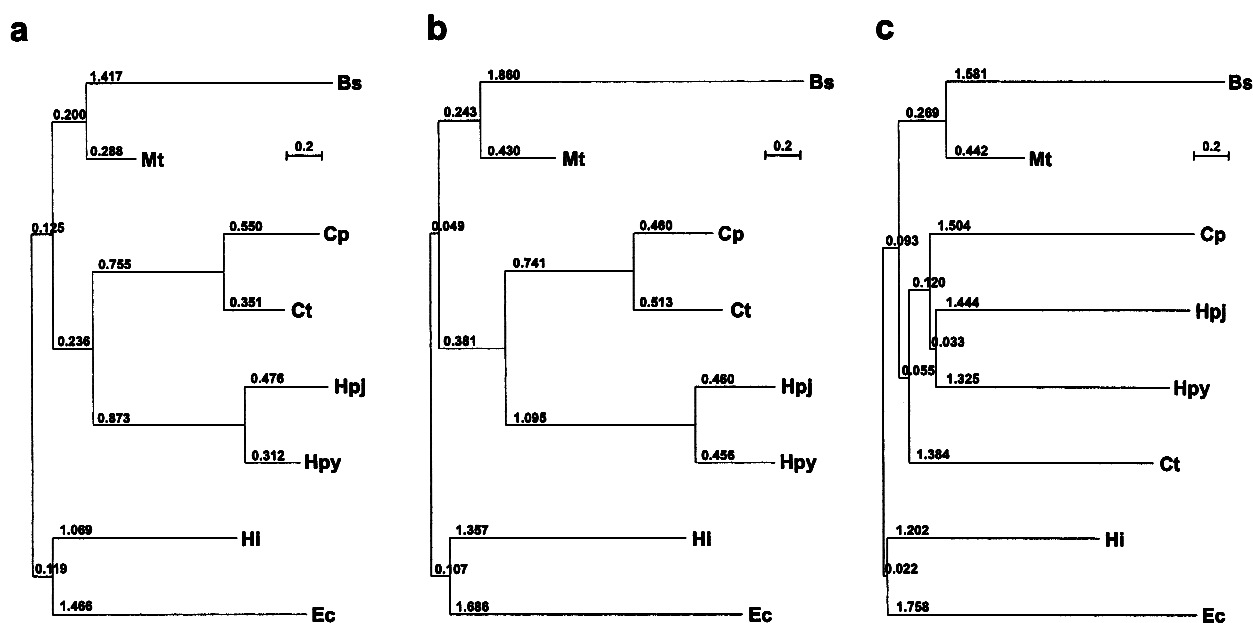 a
1.417
Bs
0.200
0.288
Mt
0.2
0.125
0.550
Cp
0.755
0.351
Ct
0.236
0.476
Hpj
0.873
0.312
Hpy
1.069
Hi
0.119
1.466
Ec
b
1.860
Bs
0.243
0.430
Mt
0.2
0.049
0.460
Cp
0.741
0.513
Ct
0.381
0.460
Hpj
1.095
0.456
Hpy
1.357
Hi
0.107
1.686
Ec
c
1.581
Bs
0.269
0.442
Mt
0.2
0.093
1.504
Cp
0.120
1.444
Hpj
0.033
0.055
1.325
Hpy
1.384
Ct
1.202
Hi
0.022
1.758
Ec